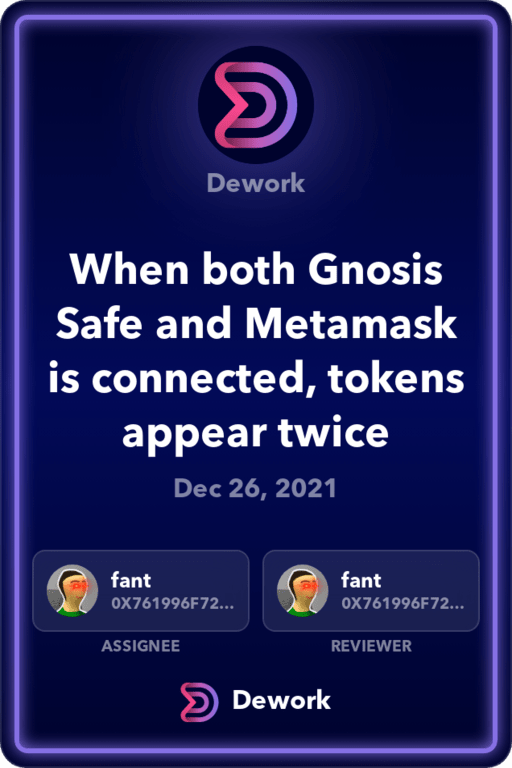 Dework
When both Gnosis
Safe and Metamask
is connected, tokens
appear twice
Dec 26, 2021
fant
0X761996F72...
ASSIGNEE
fant
0X761996F72...
REVIEWER
Dework